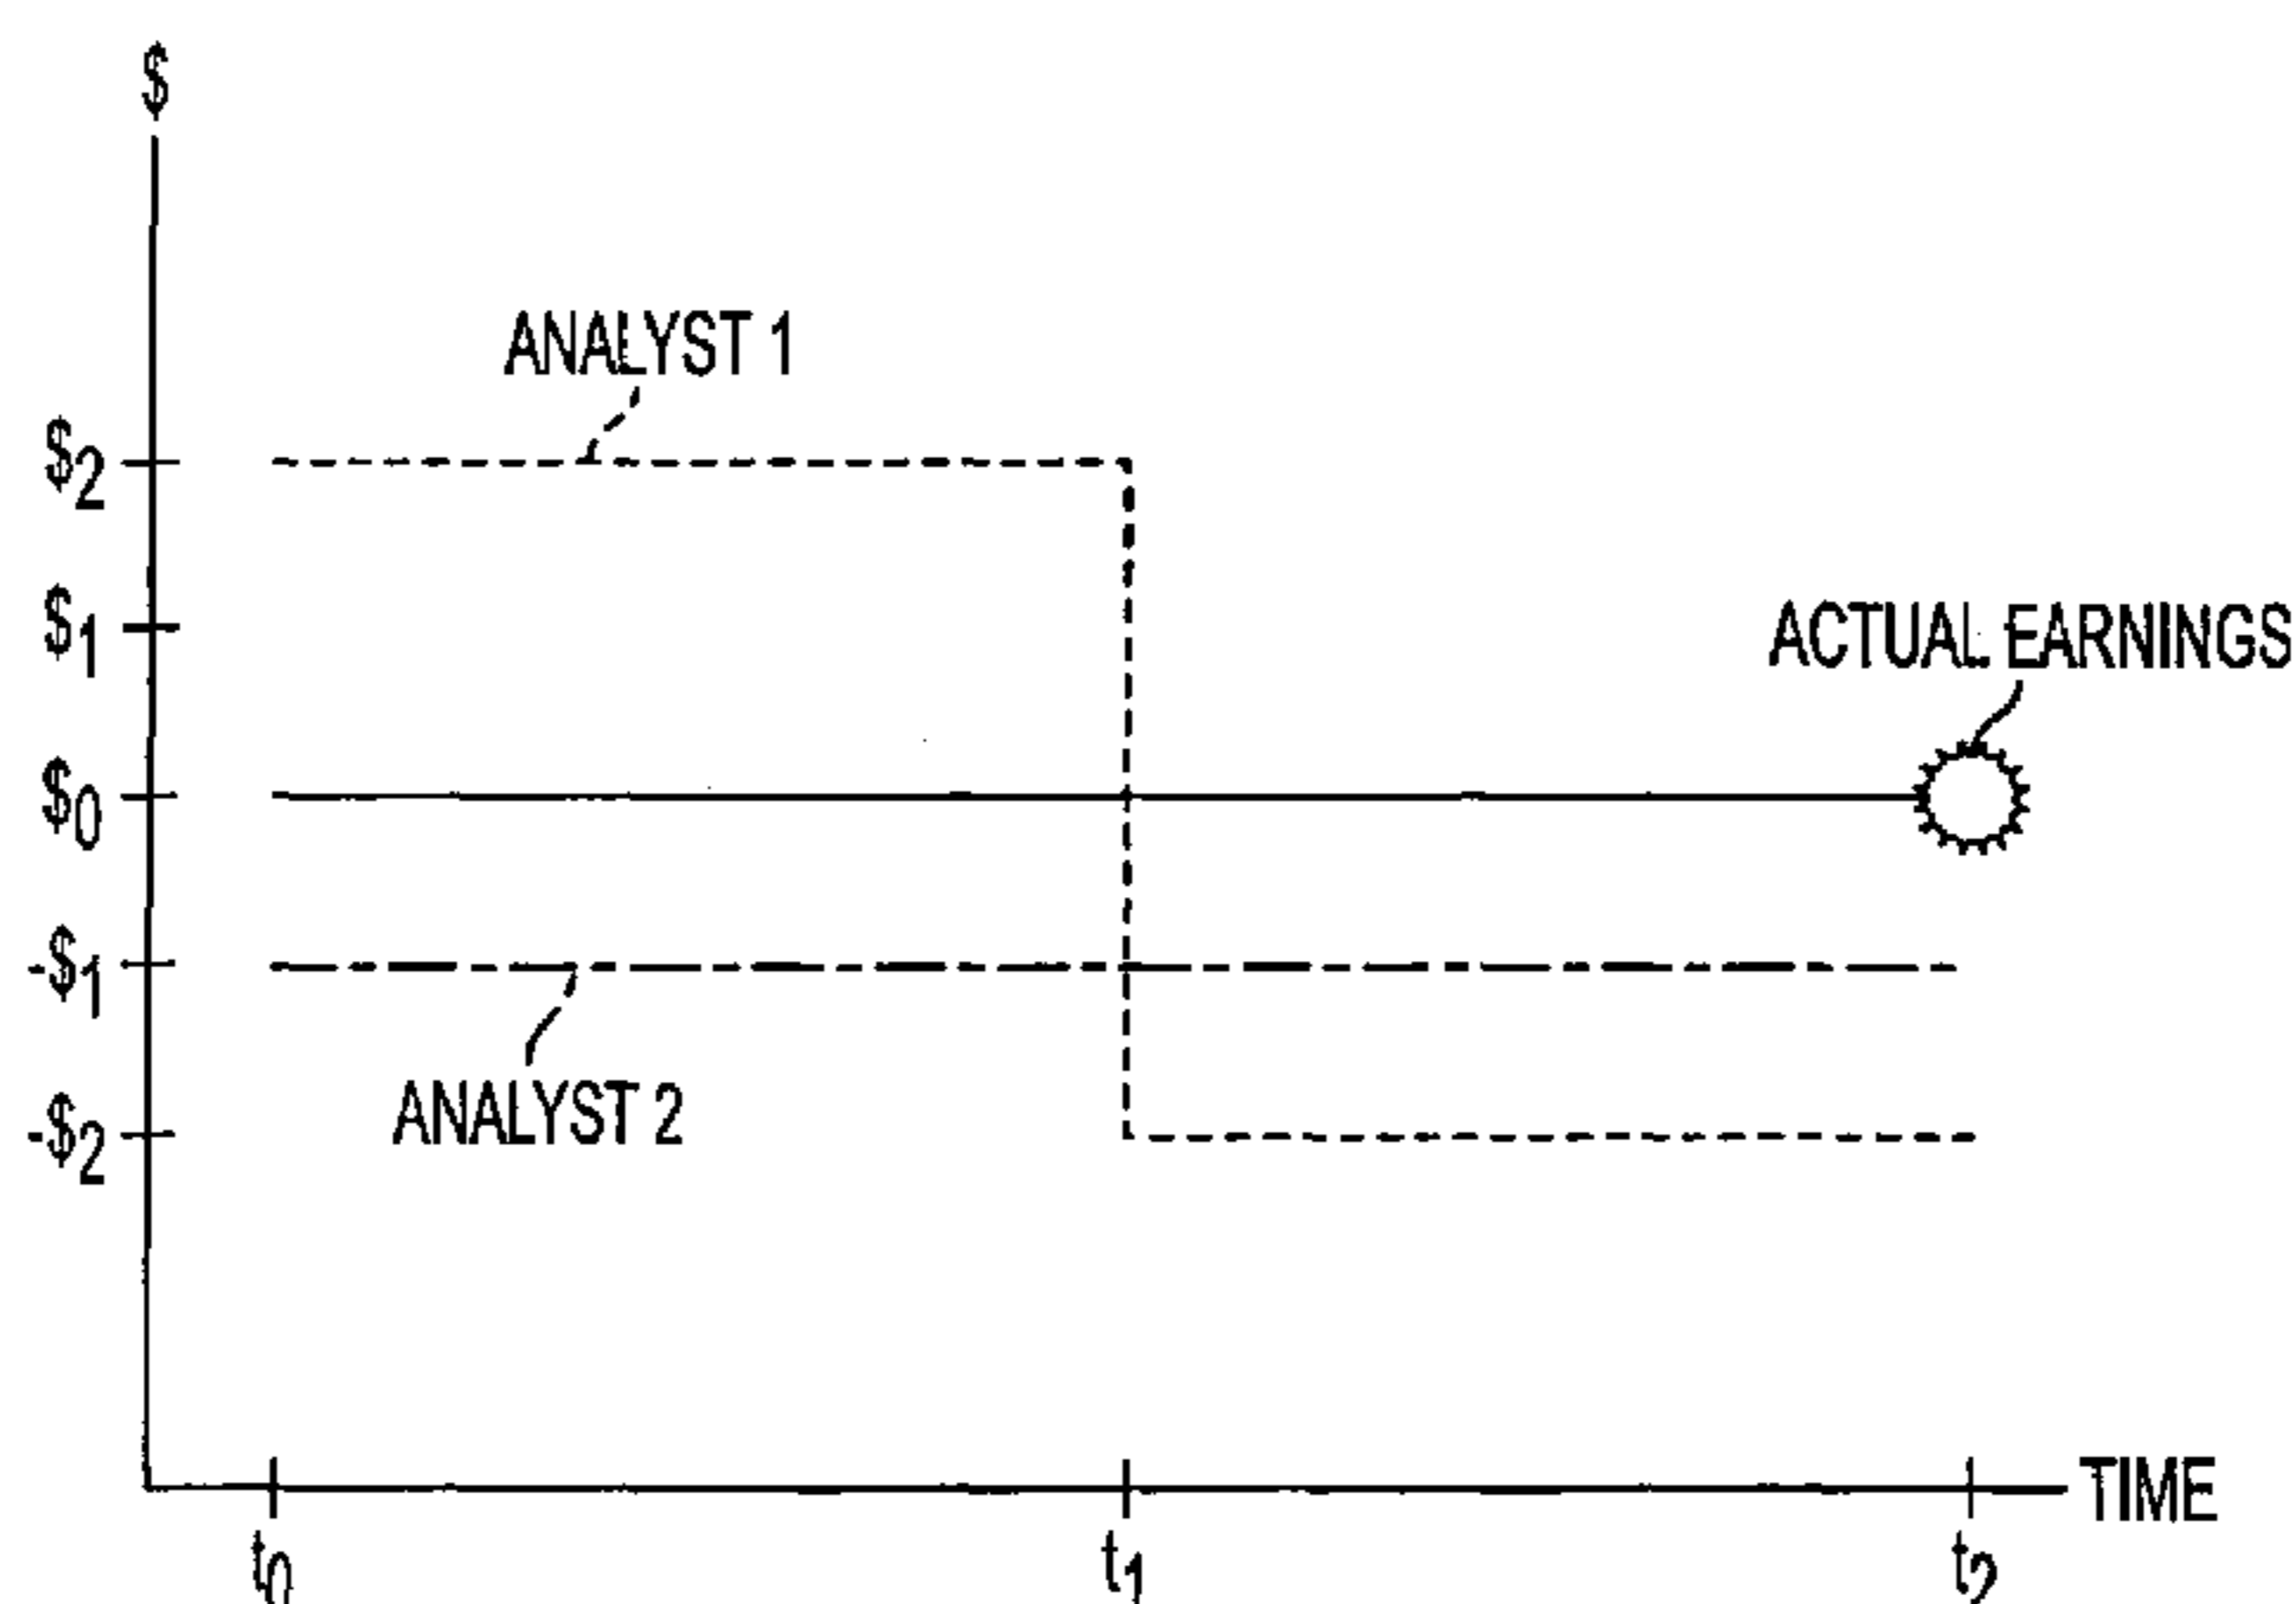 $
ANALYST 1
$2
$1
ACTUAL EARNINGS
$0
-$1
ANALYST 2
-$2
TIME
t0 t1 t2